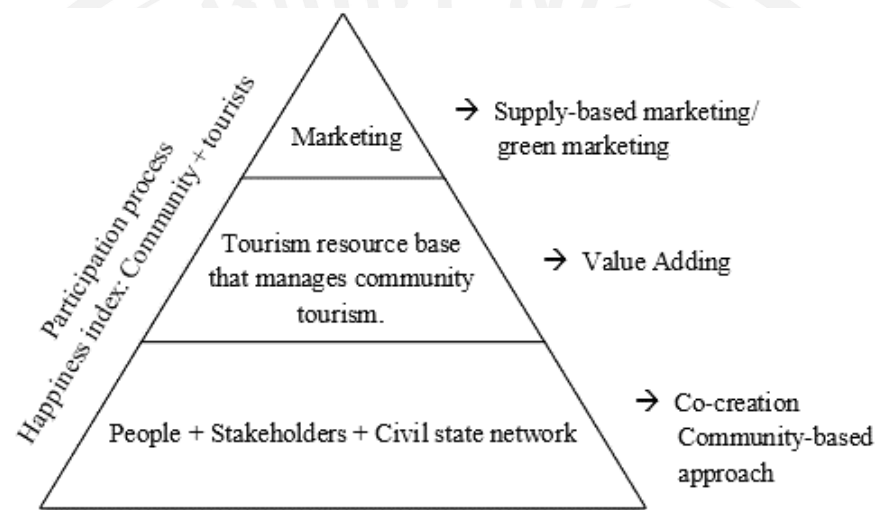 Participation process
Happiness index: Community + tourists
Marketing
→ Supply-based marketing/
green marketing
Tourism resource base
that manages community
tourism.
→ Value Adding
People + Stakeholders + Civil state network
→ Co-creation
Community-based
approach